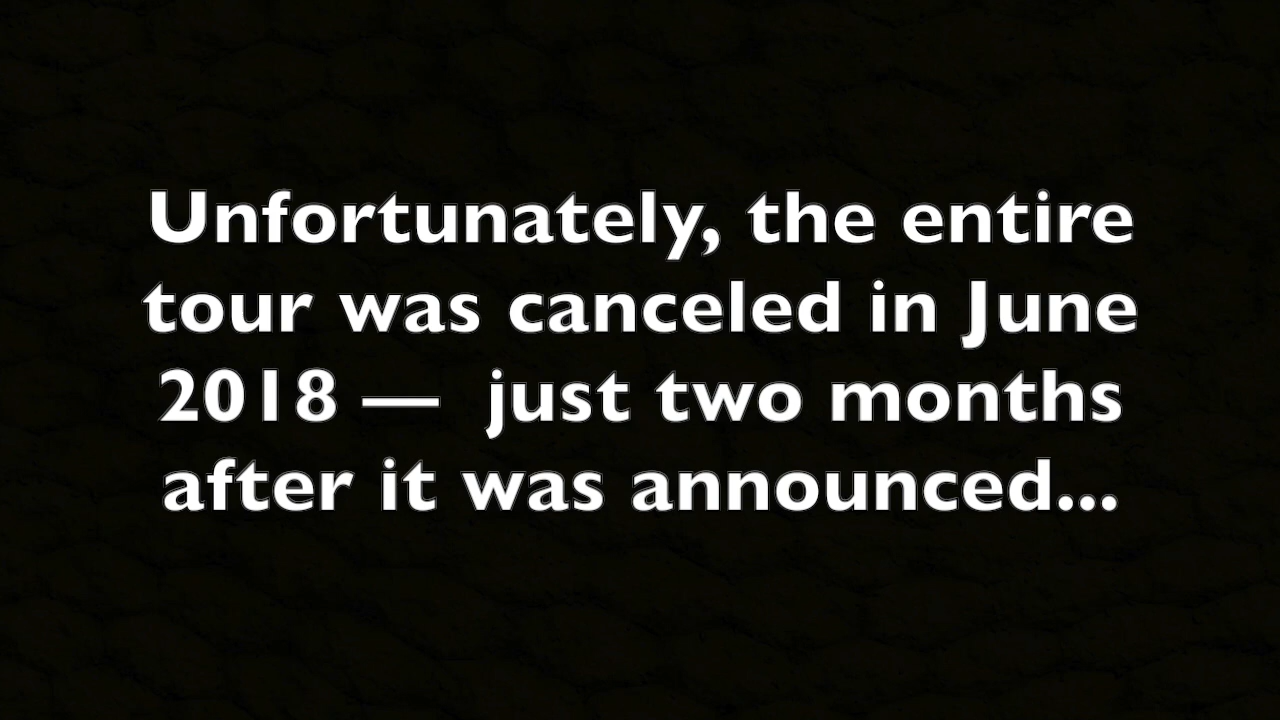 Unfortunately, the entire
tour was canceled in June
2018 — just two months
after it was announced...